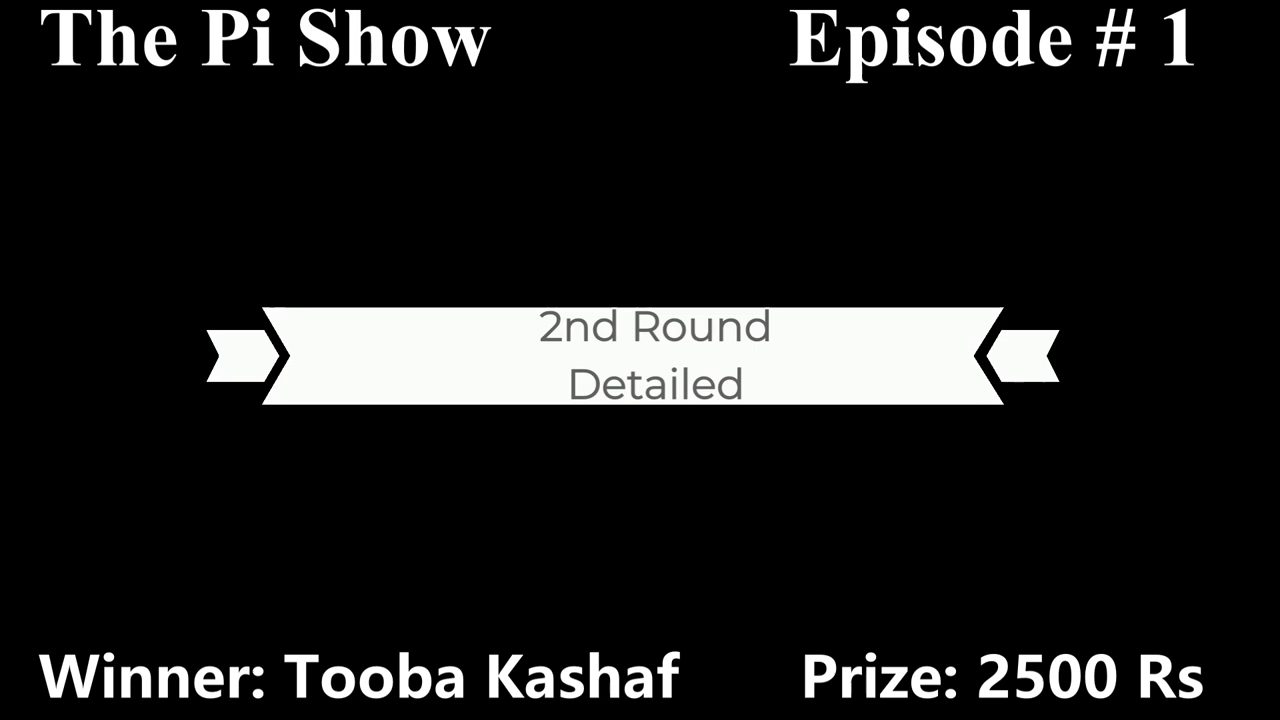 The Pi Show
Episode # 1
2nd Round
Detailed
Winner: Tooba Kashaf
Prize: 2500 Rs